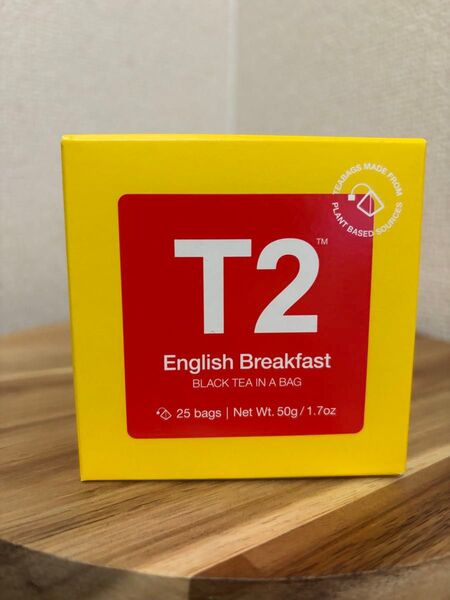 TEABAGS MADE FROM
PLANT BASED SOURCES
T2™
English Breakfast
BLACK TEA IN A BAG
25 bags | Net Wt. 50g/1.7oz